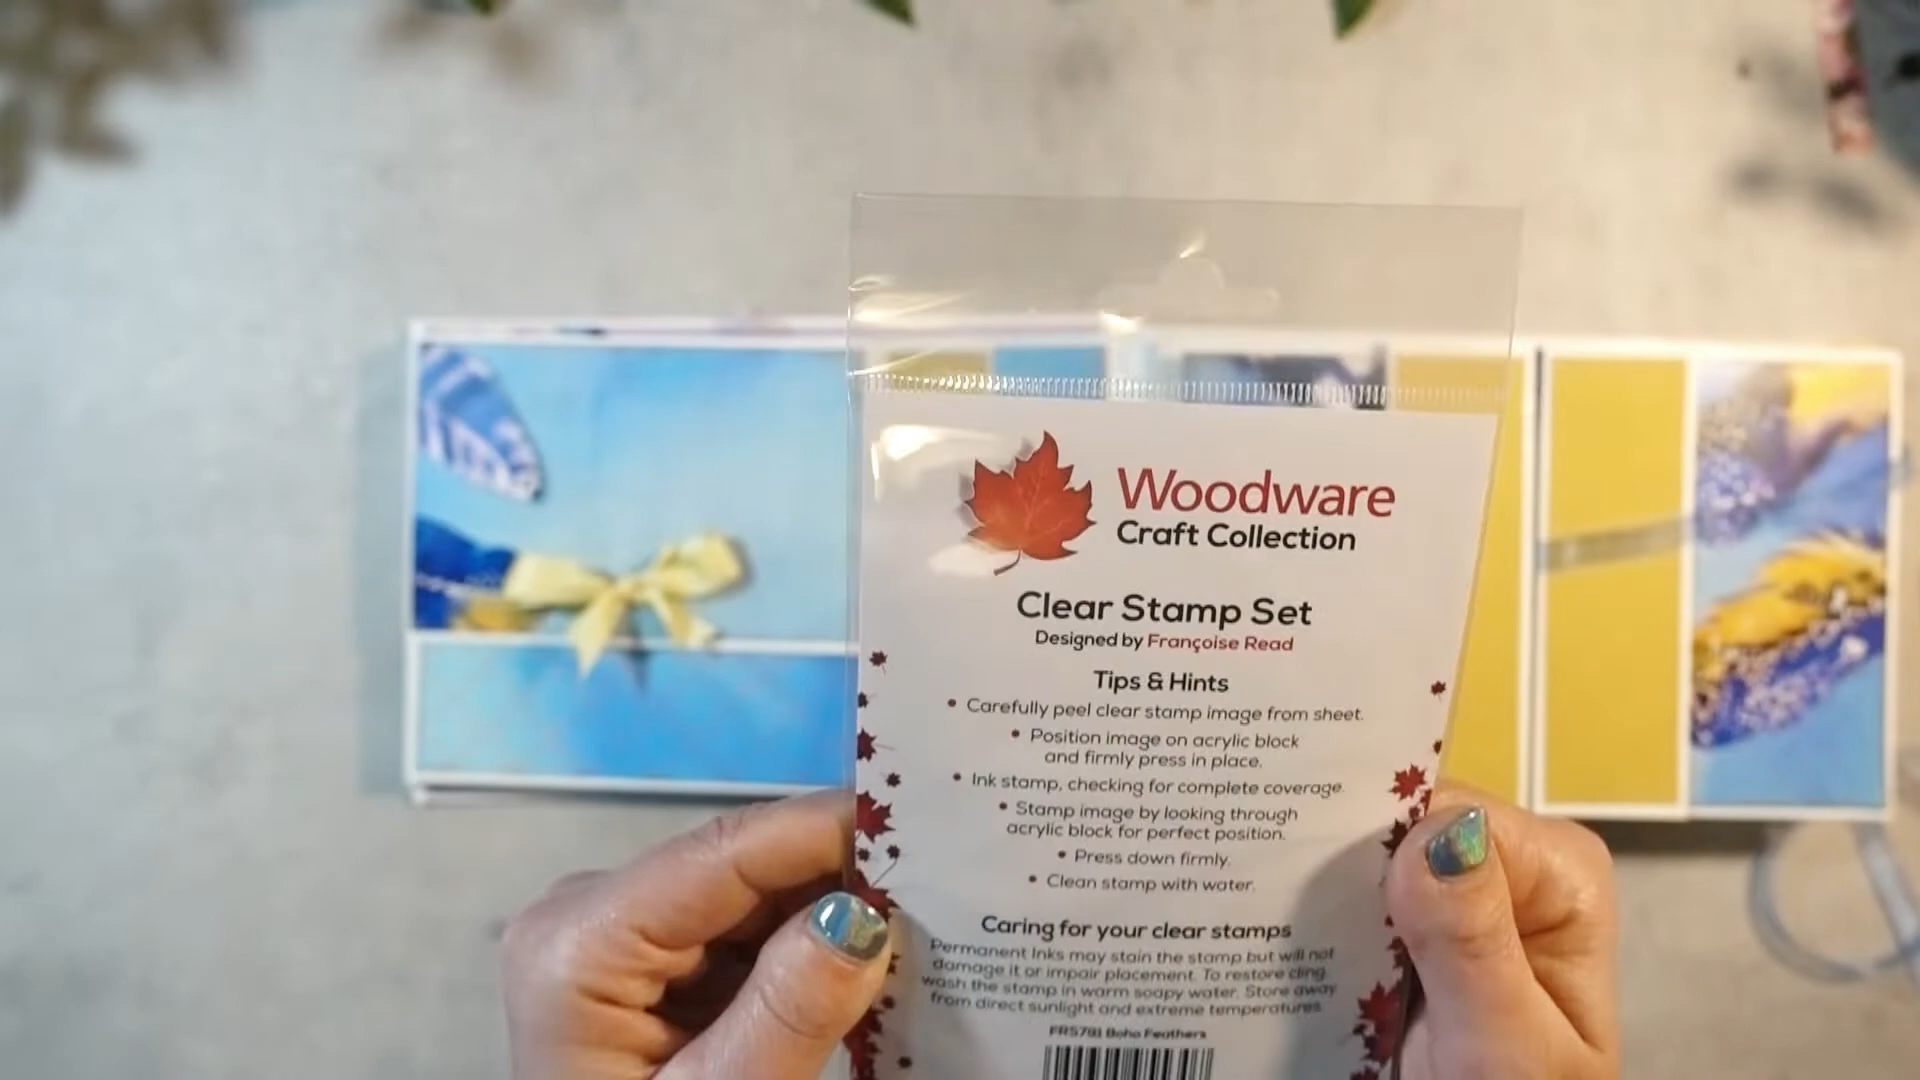 Woodware
Craft Collection
Clear Stamp Set
Designed by Françoise Read
Tips & Hints
• Carefully peel clear stamp image from sheet.
• Position image on acrylic block
and firmly press in place.
• Ink stamp, checking for complete coverage.
• Stamp image by looking through
acrylic block for perfect position.
• Press down firmly.
• Clean stamp with water.
Caring for your clear stamps
Permanent Inks may stain the stamp but will not
damage it or impair placement. To restore cling
wash the stamp in warm soapy water. Store away
from direct sunlight and extreme temperatures.
FRS781 Boho Feathers